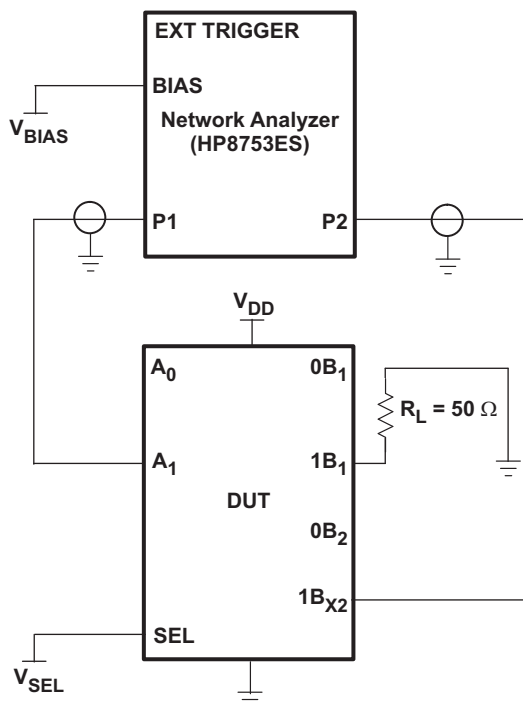 EXT TRIGGER
BIAS
V_BIAS
Network Analyzer
(HP8753ES)
P1
P2
V_DD
A_0
0B_1
R_L = 50 Ω
A_1
1B_1
DUT
0B_2
1B_X2
SEL
V_SEL